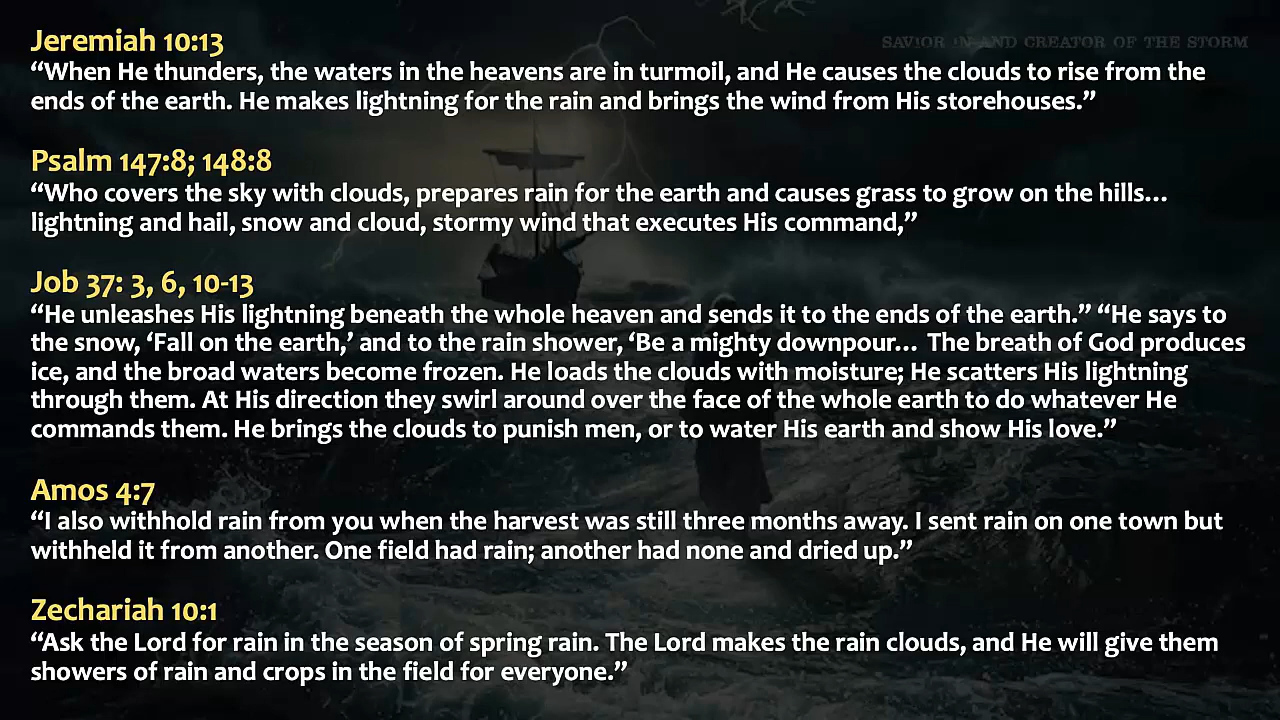 SAVIOR IN AND CREATOR OF THE STORM
Jeremiah 10:13
“When He thunders, the waters in the heavens are in turmoil, and He causes the clouds to rise from the
ends of the earth. He makes lightning for the rain and brings the wind from His storehouses.”
Psalm 147:8; 148:8
“Who covers the sky with clouds, prepares rain for the earth and causes grass to grow on the hills…
lightning and hail, snow and cloud, stormy wind that executes His command,”
Job 37: 3, 6, 10-13
“He unleashes His lightning beneath the whole heaven and sends it to the ends of the earth.” “He says to
the snow, ‘Fall on the earth,’ and to the rain shower, ‘Be a mighty downpour… The breath of God produces
ice, and the broad waters become frozen. He loads the clouds with moisture; He scatters His lightning
through them. At His direction they swirl around over the face of the whole earth to do whatever He
commands them. He brings the clouds to punish men, or to water His earth and show His love.”
Amos 4:7
“I also withhold rain from you when the harvest was still three months away. I sent rain on one town but
withheld it from another. One field had rain; another had none and dried up.”
Zechariah 10:1
“Ask the Lord for rain in the season of spring rain. The Lord makes the rain clouds, and He will give them
showers of rain and crops in the field for everyone.”